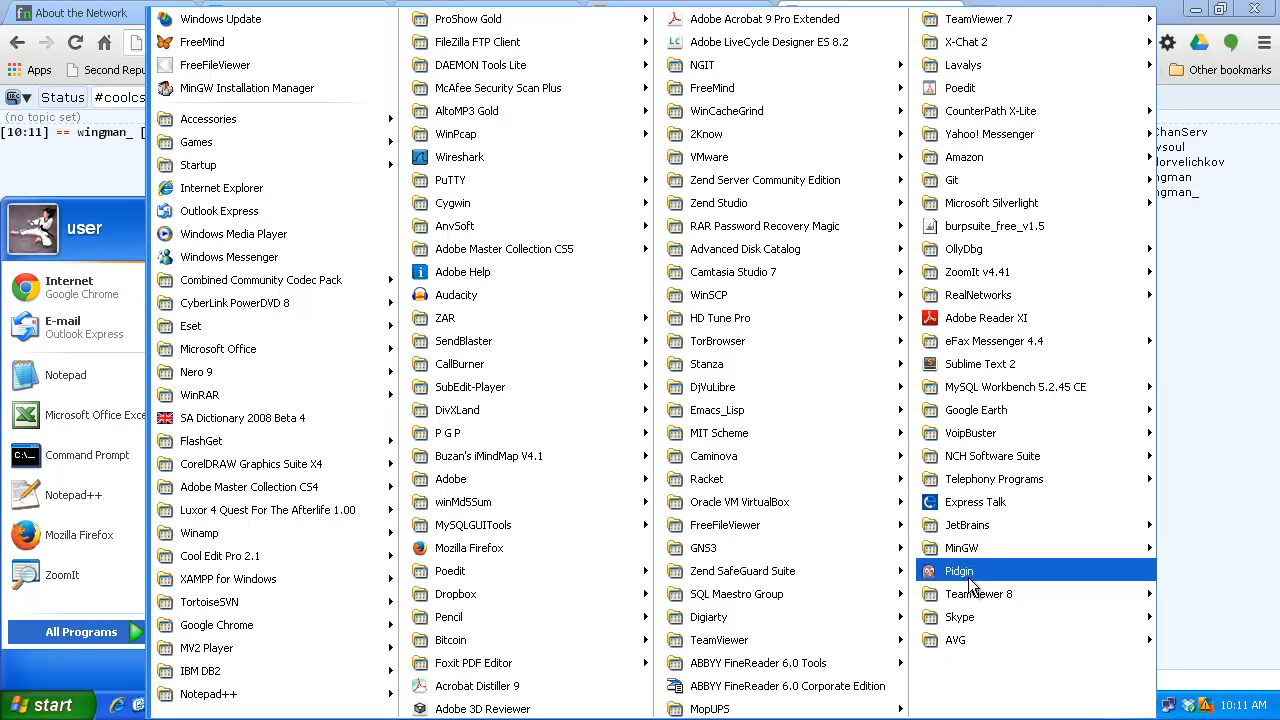 Windows Update
FreeMind
FreeFileViewer
MinGW Installation Manager
Accessories
Games
Startup
Internet Explorer
Outlook Express
Windows Media Player
Windows Messenger
Combined Community Codec Pack
CyberLink PowerDVD 8
Eset
Microsoft Office
Nero 9
WinRAR
SA Dictionary 2008 Beta 4
FlashGet
CorelDRAW Graphics Suite X4
Adobe Master Collection CS4
Luxor 4 Quest For The Afterlife 1.00
Winamp
Cool Edit Pro 2.1
XAMPP for Windows
TortoiseSVN
Google Chrome
MV2 Player
IBM DB2
Notepad++
ProShow Gold
FileZilla FTP Client
DAEMON Tools Lite
McAfee Security Scan Plus
AltoMP3 Gold
WinPcap
Wireshark
PuTTY
Cygwin
AnvSoft
Adobe Master Collection CS5
Adobe Help
Audacity
ZAR
SendBlaster
CallBurner
SubEdit-Player
DivXLand
P G P
Buzan's iMind Map V4.1
Adobe
winMd5Sum
MySQLGUITools
Mozilla FireFox
Poedit
Dropbox
Pencil
Bitcoin
Foxit PDF Editor
Acrobat Distiller 9
Adobe 3D Reviewer
Adobe Acrobat 9 Pro Extended
Adobe LiveCycle Designer ES 8.2
NGIT
FreeMind
WinCacheGrind
2Know
VMware
Zend Server Community Edition
Zend Studio
RAR Password Recovery Magic
Advanced Disk Catalog
Camtasia Studio 7
WinSCP
HD Tune Pro
TorBrowser
Stanza
DjVuLibre
Emacs_Lisp
MIT Scheme
Caminova
Racket
Oracle VM VirtualBox
FreeFileViewer
GNS3
Zend SafeGuard Suite
SQL Maestro Group
Digiarty
TeamViewer
ABBYY FineReader 6.0 Tools
ABBYY FineReader 6.0 Corporate Edition
MopUPS
TeamViewer 7
X-Chat 2
Lavalys
Poedit
CounterPath X-Lite
Yahoo! Messenger
Amazon
Git
Microsoft Silverlight
burpsuite_free_v1.5
OllyDbg
ZoomIt v4.41
RealNetworks
Adobe Reader XI
eFax Messenger 4.4
Sublime Text 2
MySQL Workbench 5.2.45 CE
Google Earth
VoipBuster
NCH Software Suite
Telephony Programs
Express Talk
JetBrains
MinGW
Pidgin
TeamViewer 8
Skype
AVG
fn freenode Web
Apps
Record Rep
Other bookmarks
Status
#cools
(no topic set)
[10:11] == wingman_ [
ChanServ
vsoul
horvelichkov
ngman
ngman_
user
Internet
Google Chrome
E-mail
Outlook Express
Notepad
Microsoft Office Exce
Command Prompt
Notepad++
Mozilla Firefox
ZoomIt
All Programs
start
10:11 AM